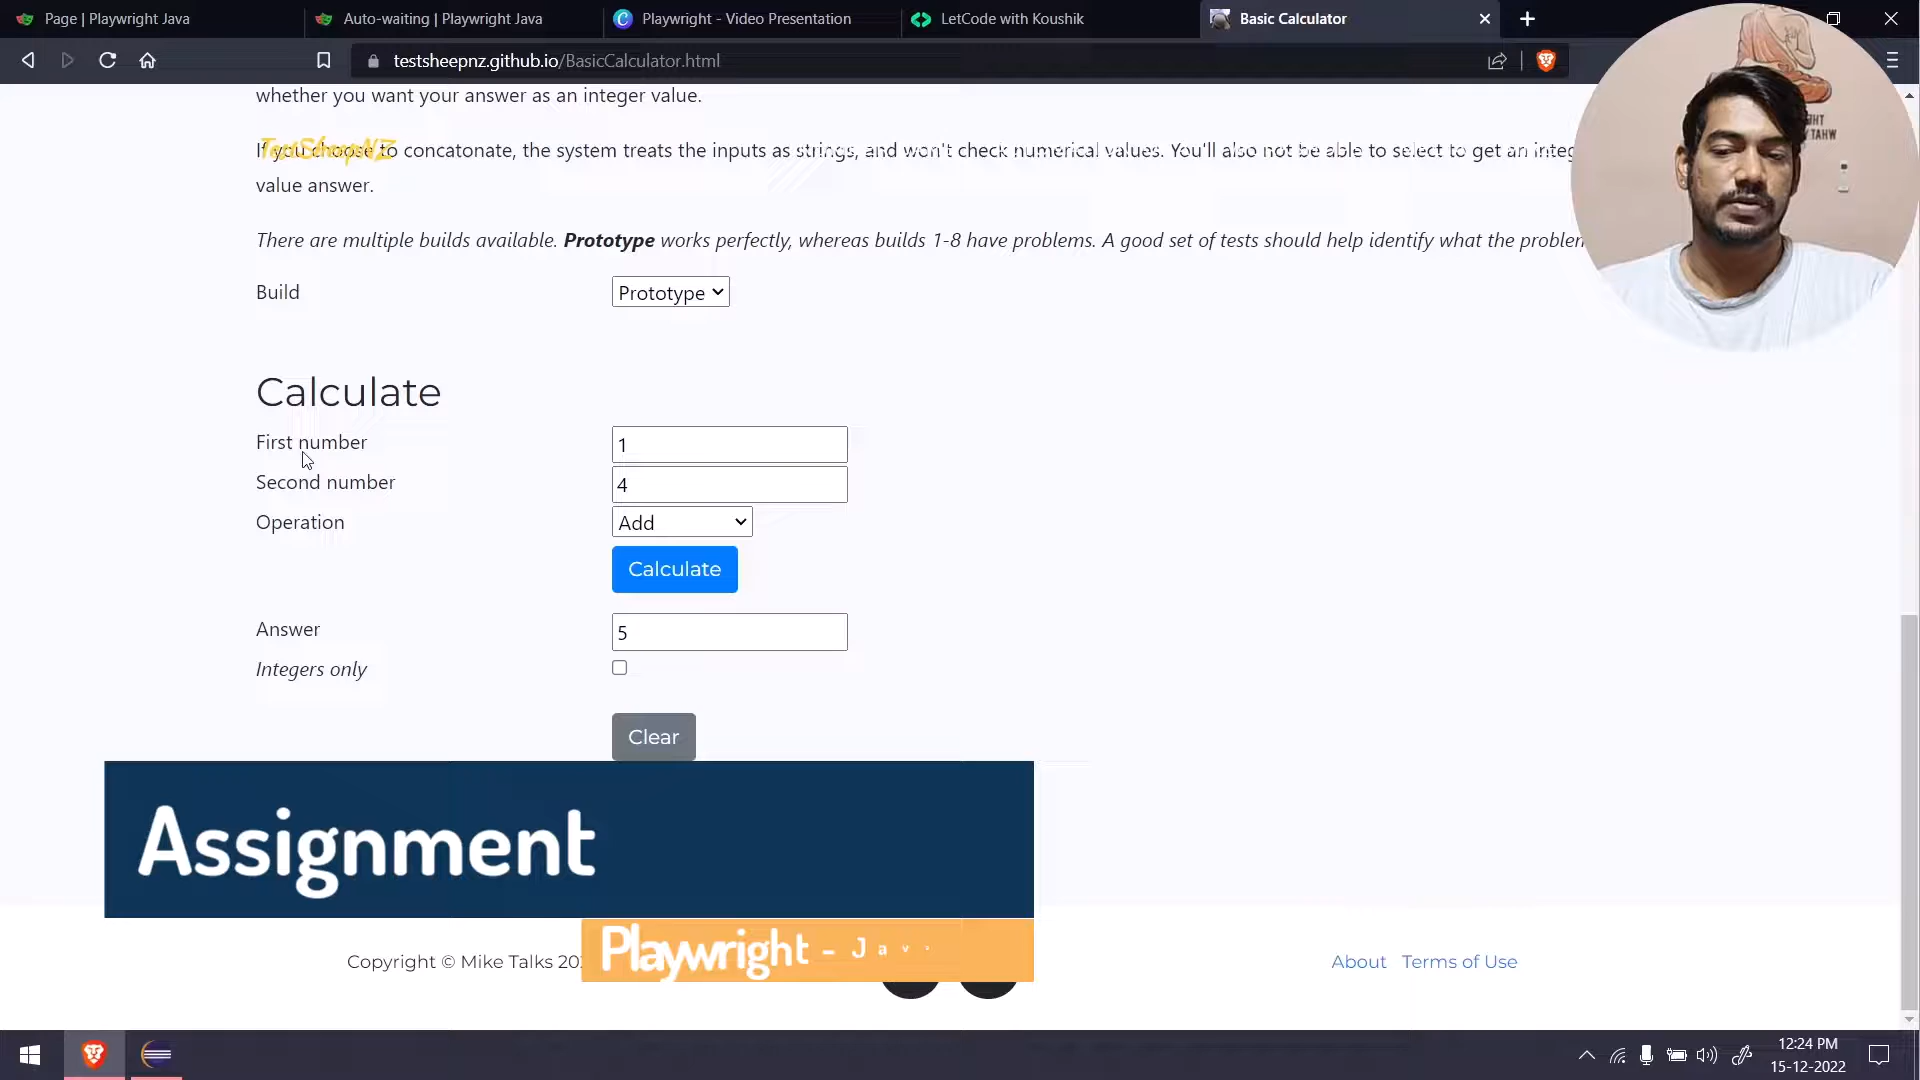 Page | Playwright Java
Auto-waiting | Playwright Java
Playwright - Video Presentation
LetCode with Koushik
Basic Calculator
testsheepnz.github.io/BasicCalculator.html
whether you want your answer as an integer value.
TestSheepNZ
If you choose to concatonate, the system treats the inputs as strings, and won't check numerical entries. You'll also not be able to select to get an integ
value answer.
There are multiple builds available. Prototype works perfectly, whereas builds 1-8 have problems. A good set of tests should help identify what the problem
Build
Prototype
Calculate
First number
1
Second number
4
Operation
Add
Calculate
Answer
5
Integers only
Clear
Assignment
Playwright - Jav
Copyright © Mike Talks 20
About
Terms of Use
12:24 PM
15-12-2022